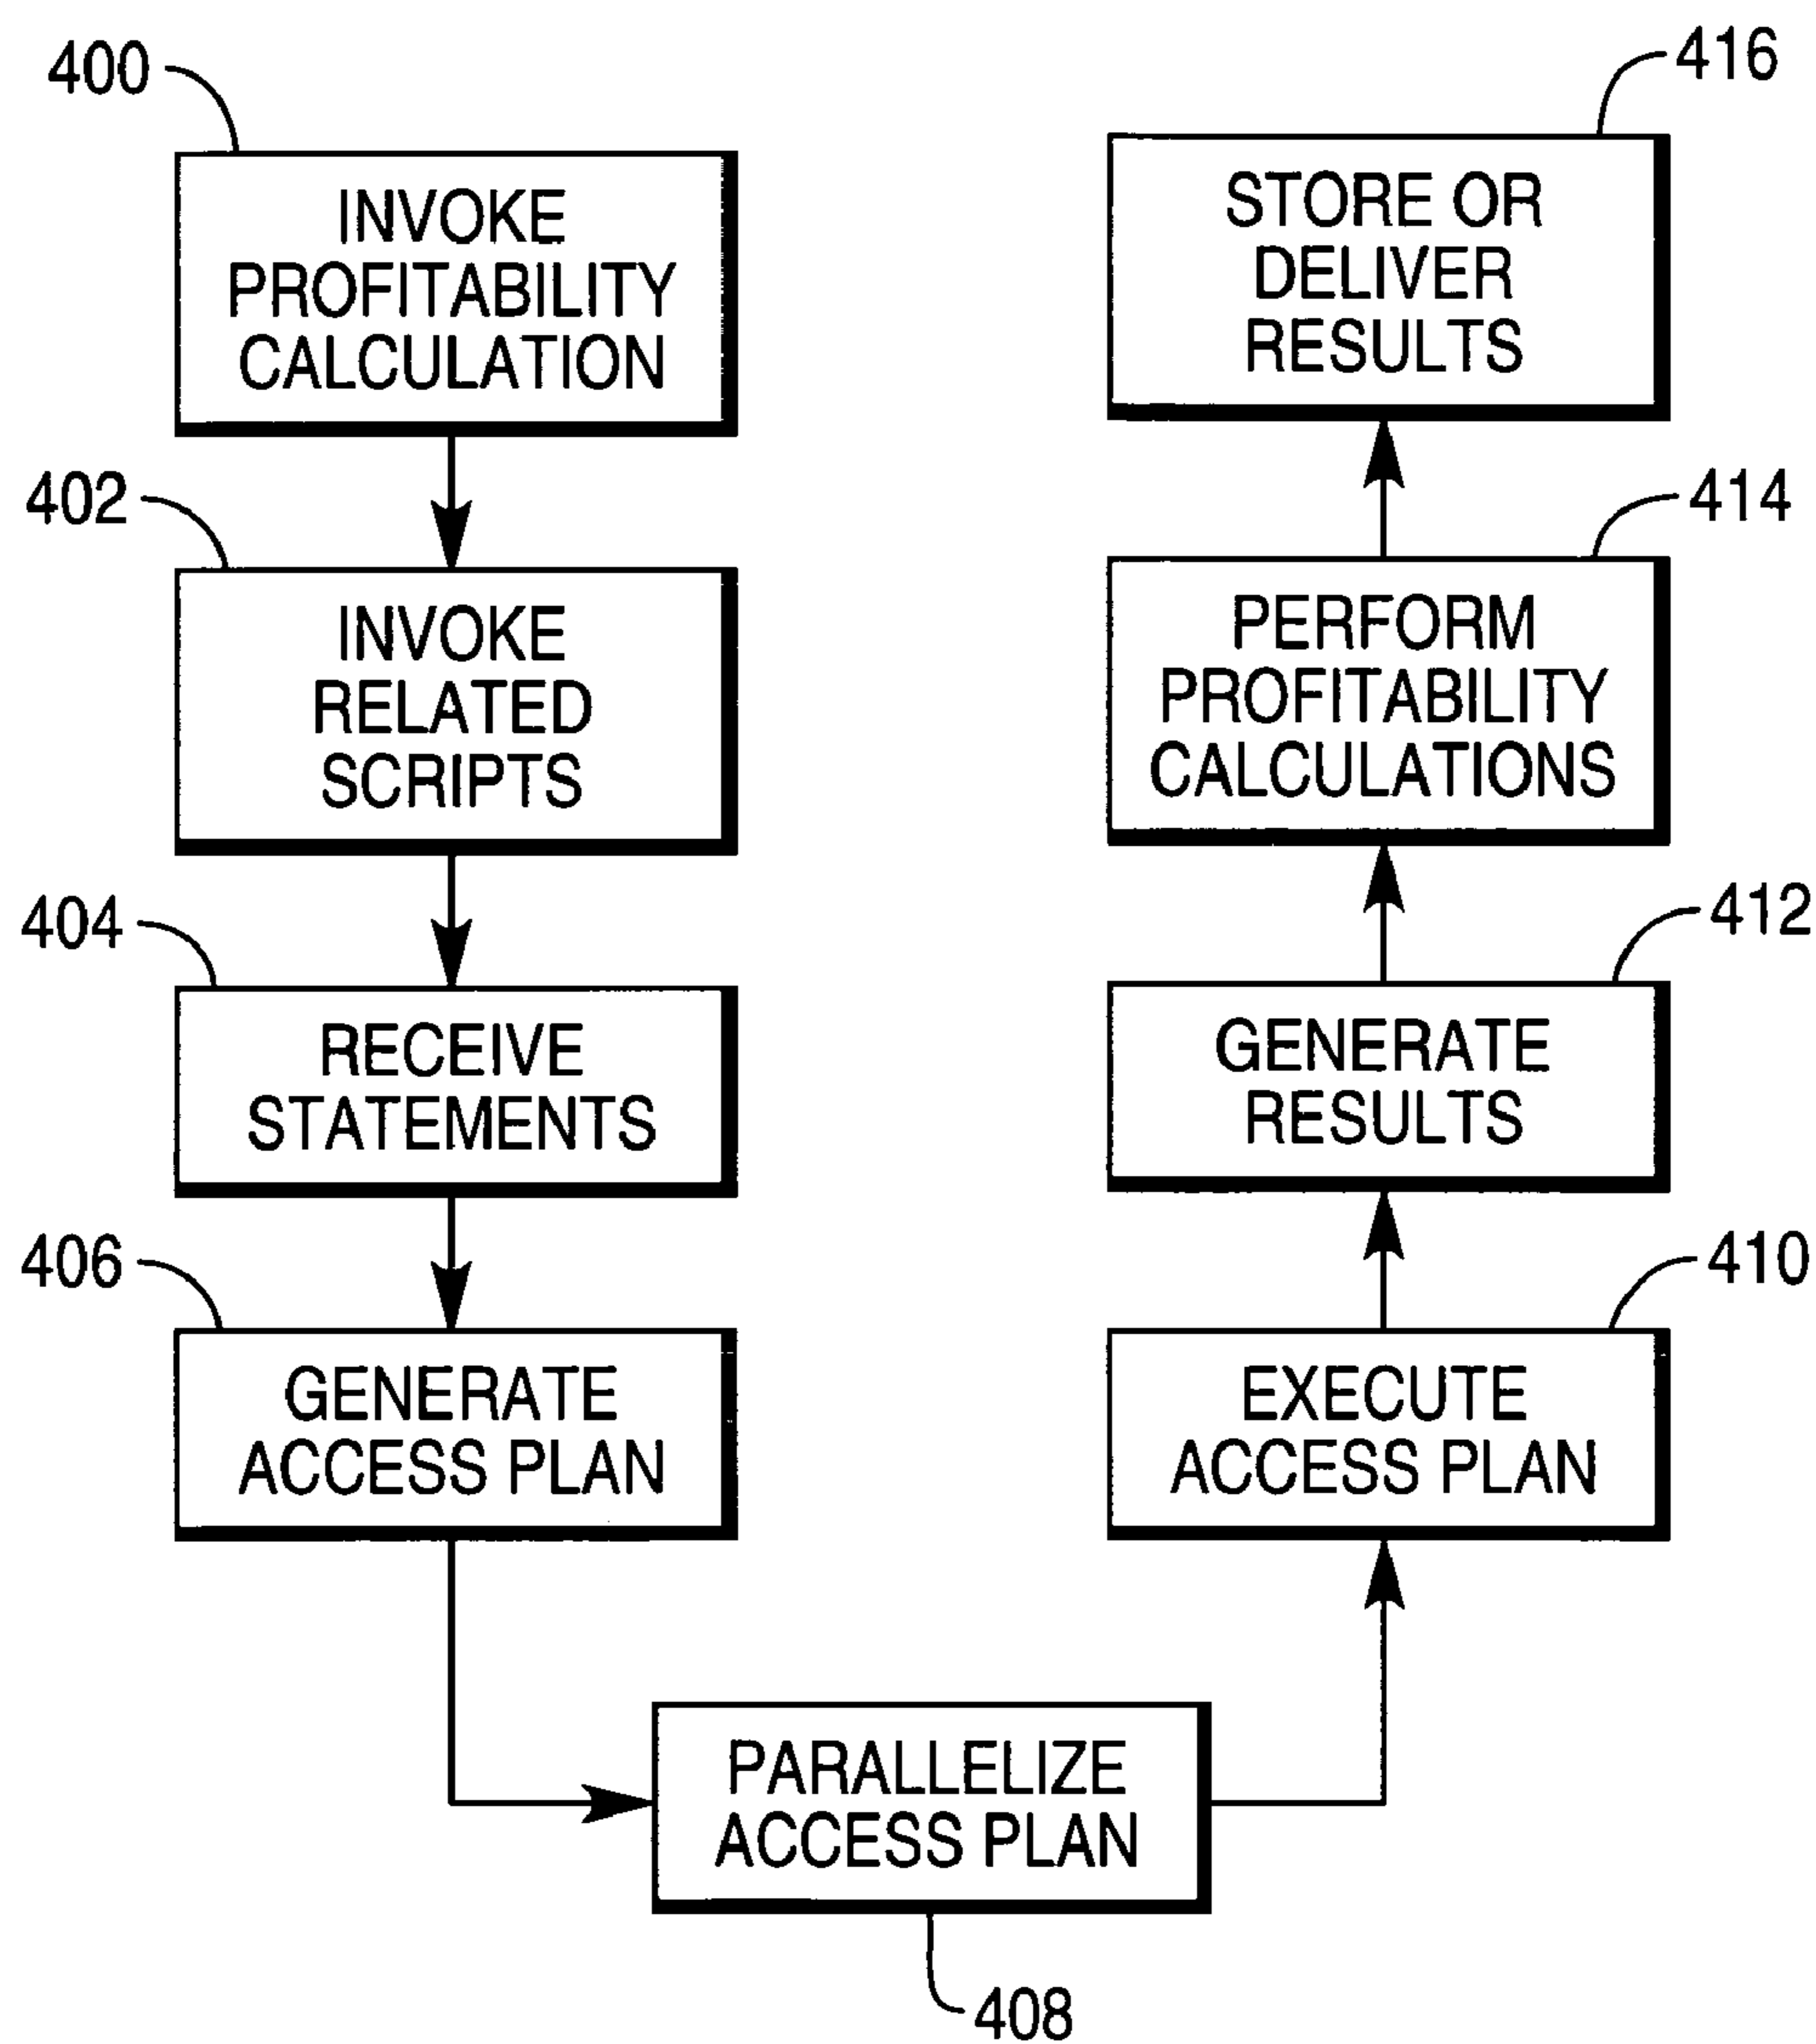 400
INVOKE
PROFITABILITY
CALCULATION
402
INVOKE
RELATED
SCRIPTS
404
RECEIVE
STATEMENTS
406
GENERATE
ACCESS PLAN
PARALLELIZE
ACCESS PLAN
408
410
EXECUTE
ACCESS PLAN
412
GENERATE
RESULTS
414
PERFORM
PROFITABILITY
CALCULATIONS
416
STORE OR
DELIVER
RESULTS